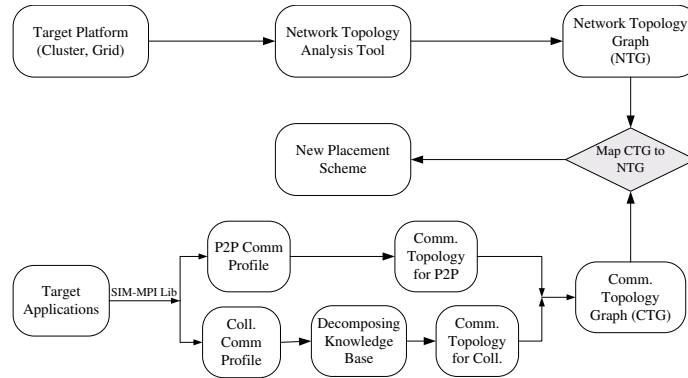 Target Platform
(Cluster, Grid)
Network Topology
Analysis Tool
Network Topology
Graph
(NTG)
New Placement
Scheme
Map CTG to
NTG
P2P Comm
Profile
Comm.
Topology
for P2P
Target
Applications
SIM-MPI Lib
Coll.
Comm
Profile
Decomposing
Knowledge
Base
Comm.
Topology
for Coll.
Comm.
Topology
Graph (CTG)